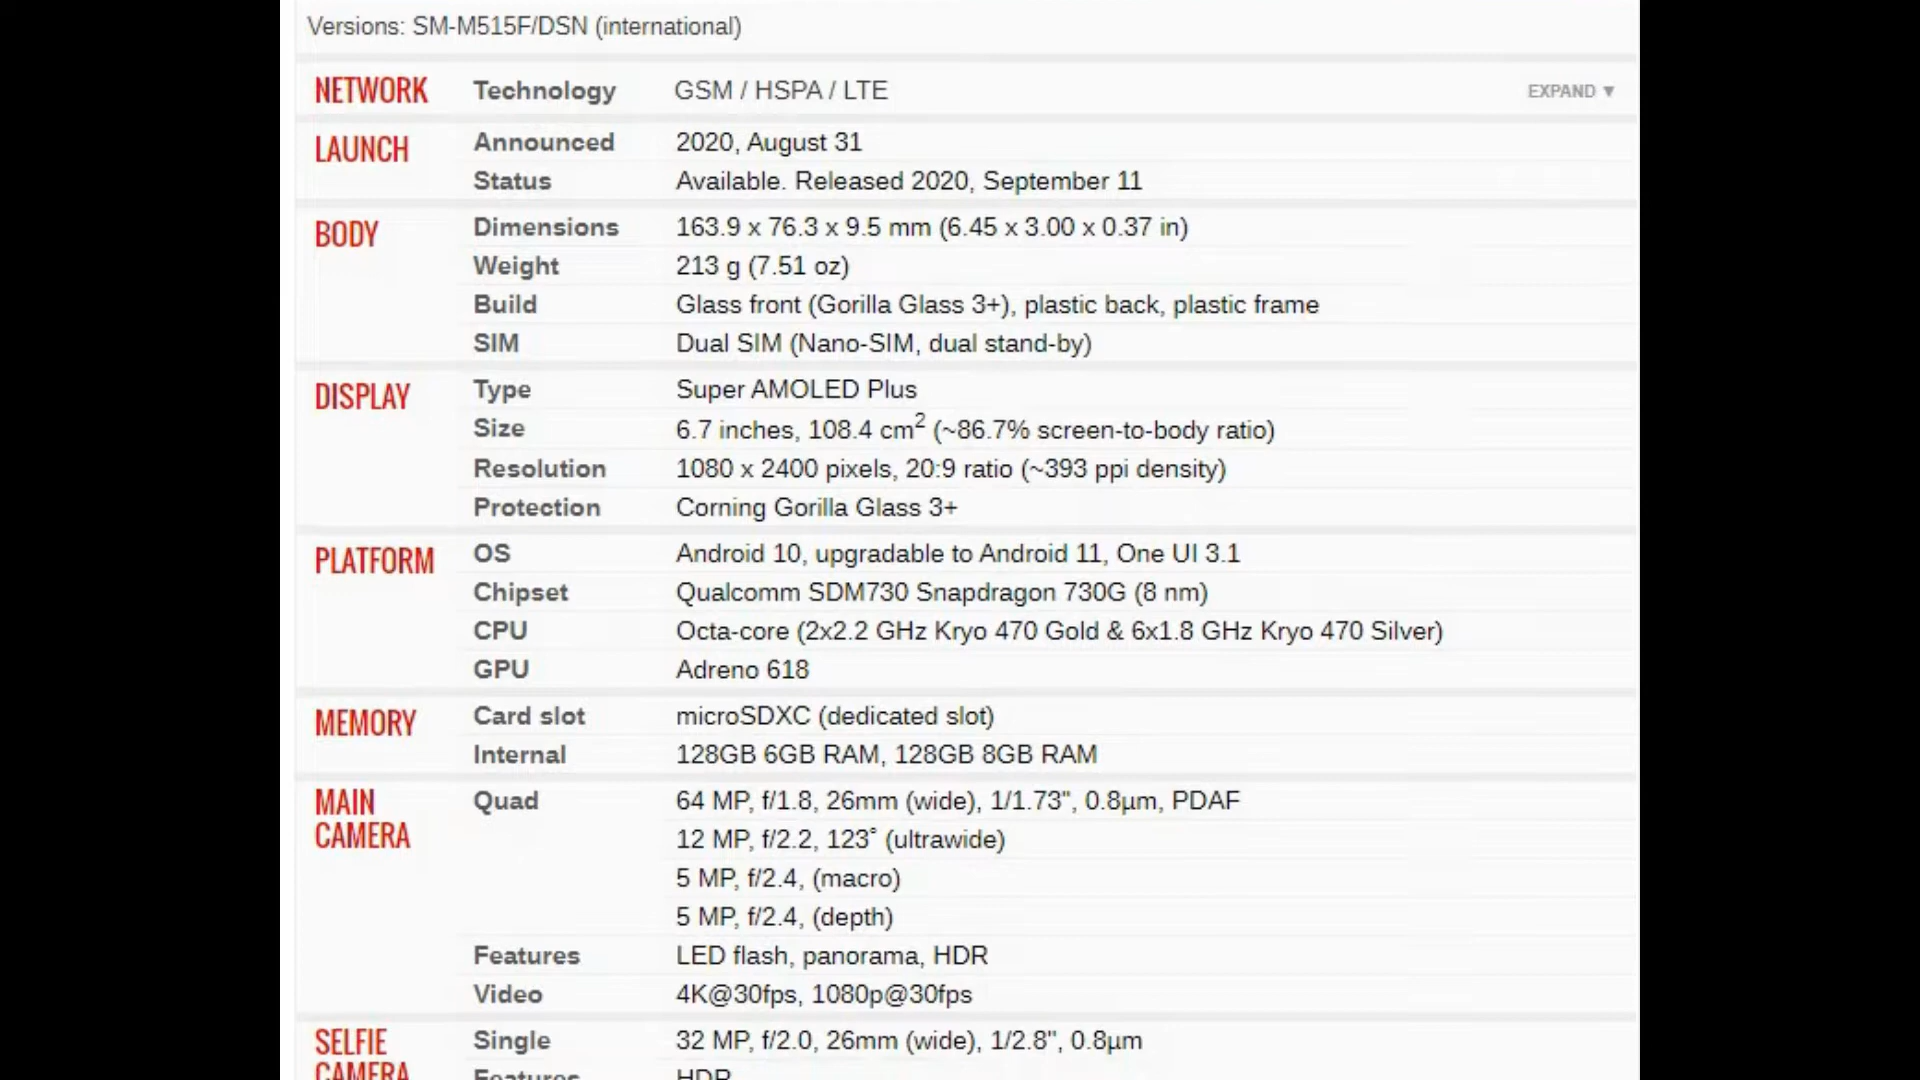 Versions: SM-M515F/DSN (international)
NETWORK Technology GSM / HSPA / LTE EXPAND ▼
LAUNCH Announced 2020, August 31
Status Available. Released 2020, September 11
BODY Dimensions 163.9 x 76.3 x 9.5 mm (6.45 x 3.00 x 0.37 in)
Weight 213 g (7.51 oz)
Build Glass front (Gorilla Glass 3+), plastic back, plastic frame
SIM Dual SIM (Nano-SIM, dual stand-by)
DISPLAY Type Super AMOLED Plus
Size 6.7 inches, 108.4 cm² (~86.7% screen-to-body ratio)
Resolution 1080 x 2400 pixels, 20:9 ratio (~393 ppi density)
Protection Corning Gorilla Glass 3+
PLATFORM OS Android 10, upgradable to Android 11, One UI 3.1
Chipset Qualcomm SDM730 Snapdragon 730G (8 nm)
CPU Octa-core (2x2.2 GHz Kryo 470 Gold & 6x1.8 GHz Kryo 470 Silver)
GPU Adreno 618
MEMORY Card slot microSDXC (dedicated slot)
Internal 128GB 6GB RAM, 128GB 8GB RAM
MAIN CAMERA Quad 64 MP, f/1.8, 26mm (wide), 1/1.73", 0.8µm, PDAF
12 MP, f/2.2, 123˚ (ultrawide)
5 MP, f/2.4, (macro)
5 MP, f/2.4, (depth)
Features LED flash, panorama, HDR
Video 4K@30fps, 1080p@30fps
SELFIE CAMERA Single 32 MP, f/2.0, 26mm (wide), 1/2.8", 0.8µm
Features HDR